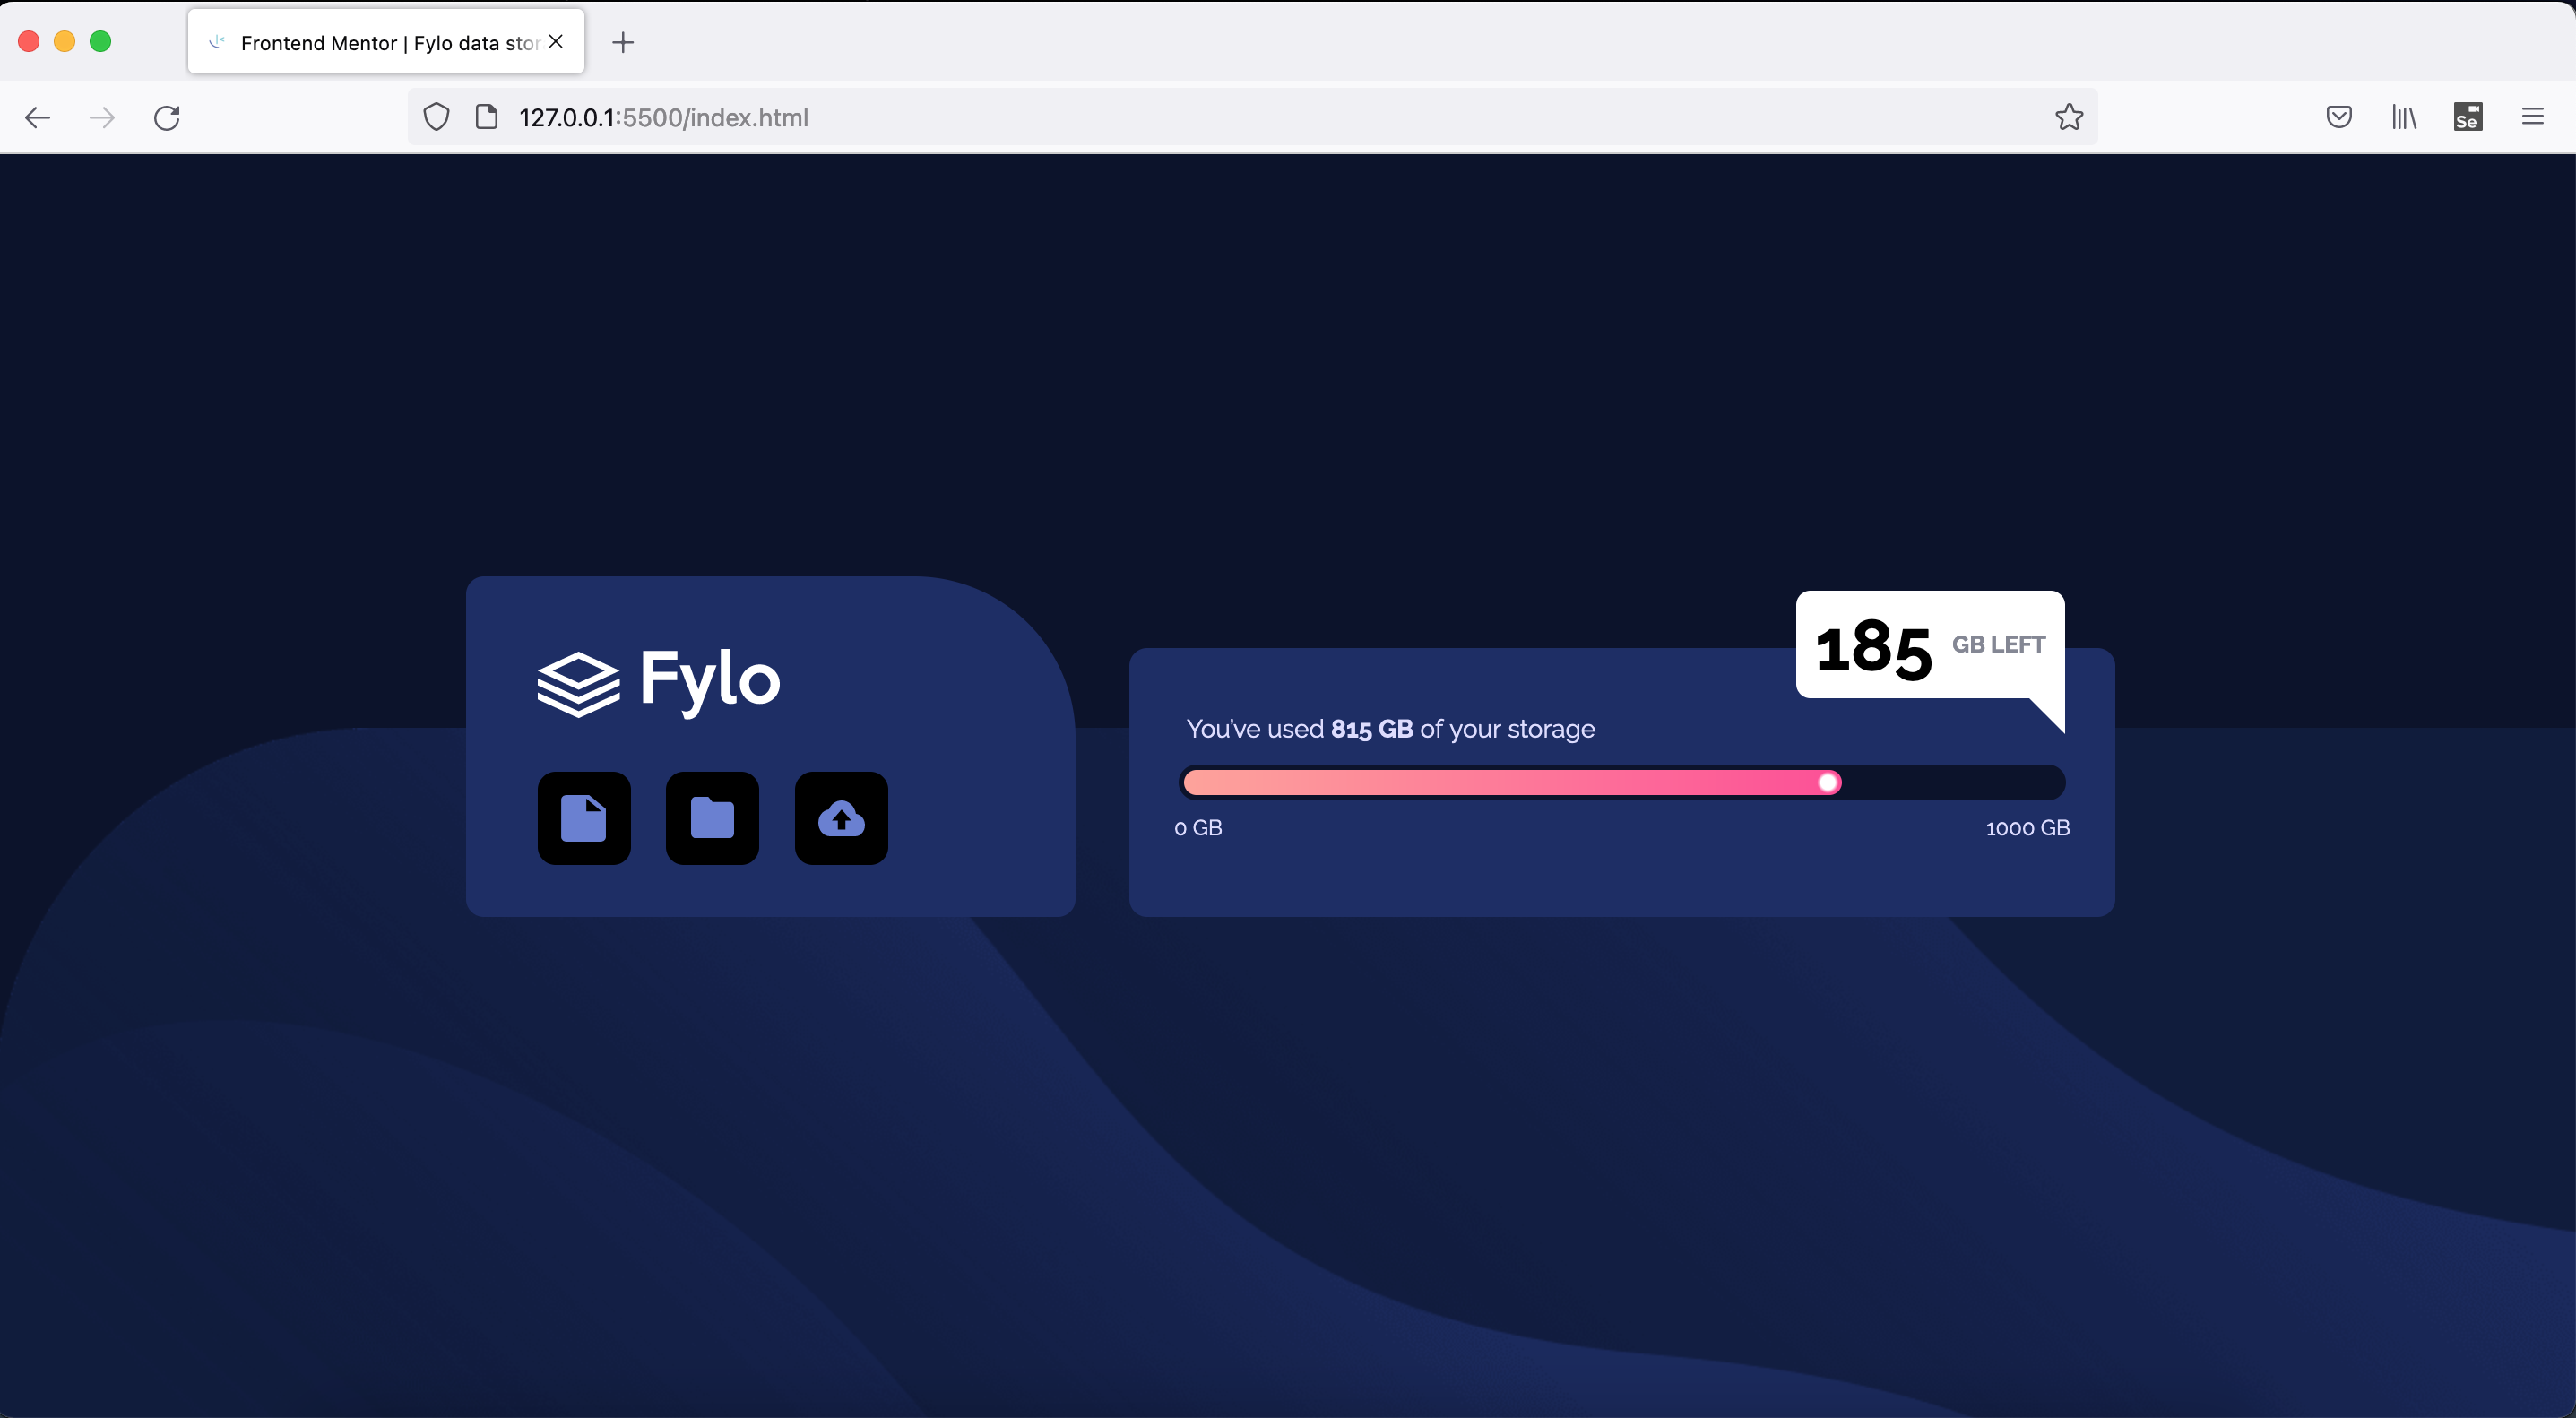 Frontend Mentor | Fylo data stor
127.0.0.1:5500/index.html
Se
Fylo
185 GB LEFT
You've used 815 GB of your storage
0 GB
1000 GB